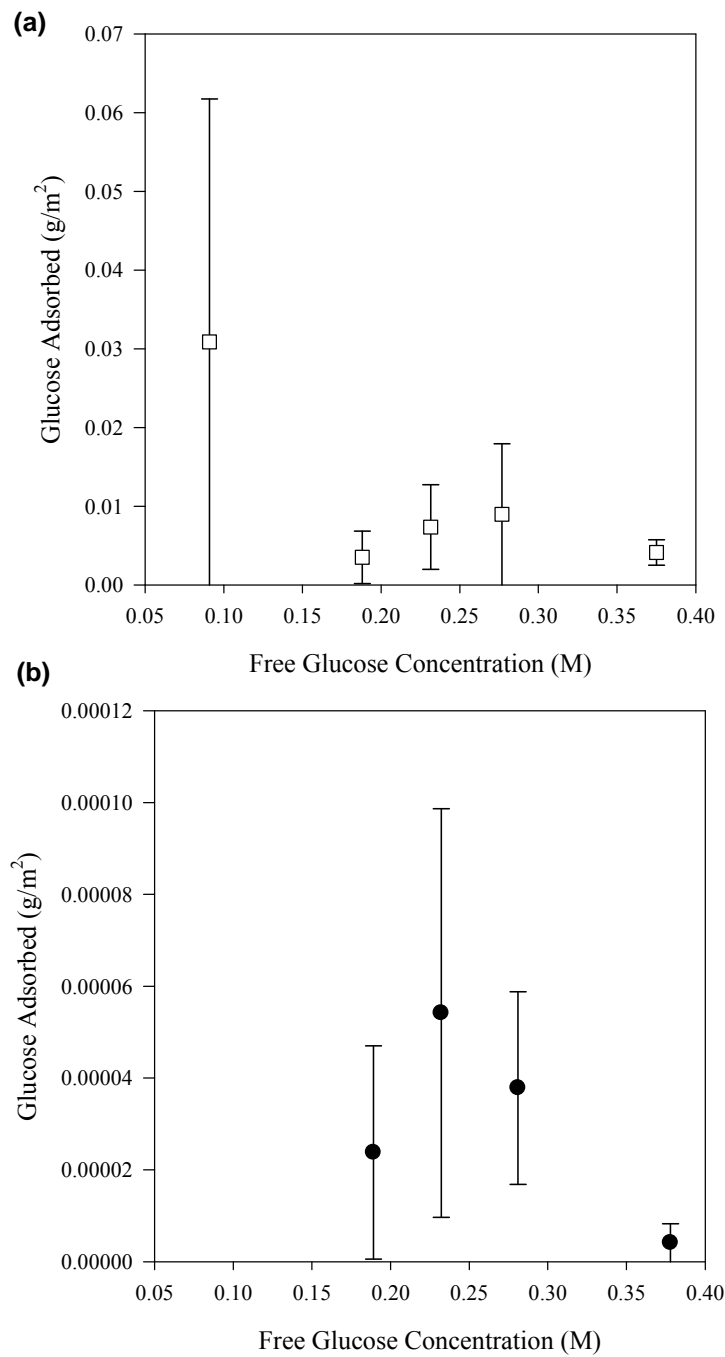 (a)
0.07
0.06
0.05
0.04
0.03
0.02
0.01
0.00
Glucose Adsorbed (g/m²)
0.05 0.10 0.15 0.20 0.25 0.30 0.35 0.40
Free Glucose Concentration (M)
(b)
0.00012
0.00010
0.00008
0.00006
0.00004
0.00002
0.00000
Glucose Adsorbed (g/m²)
0.05 0.10 0.15 0.20 0.25 0.30 0.35 0.40
Free Glucose Concentration (M)